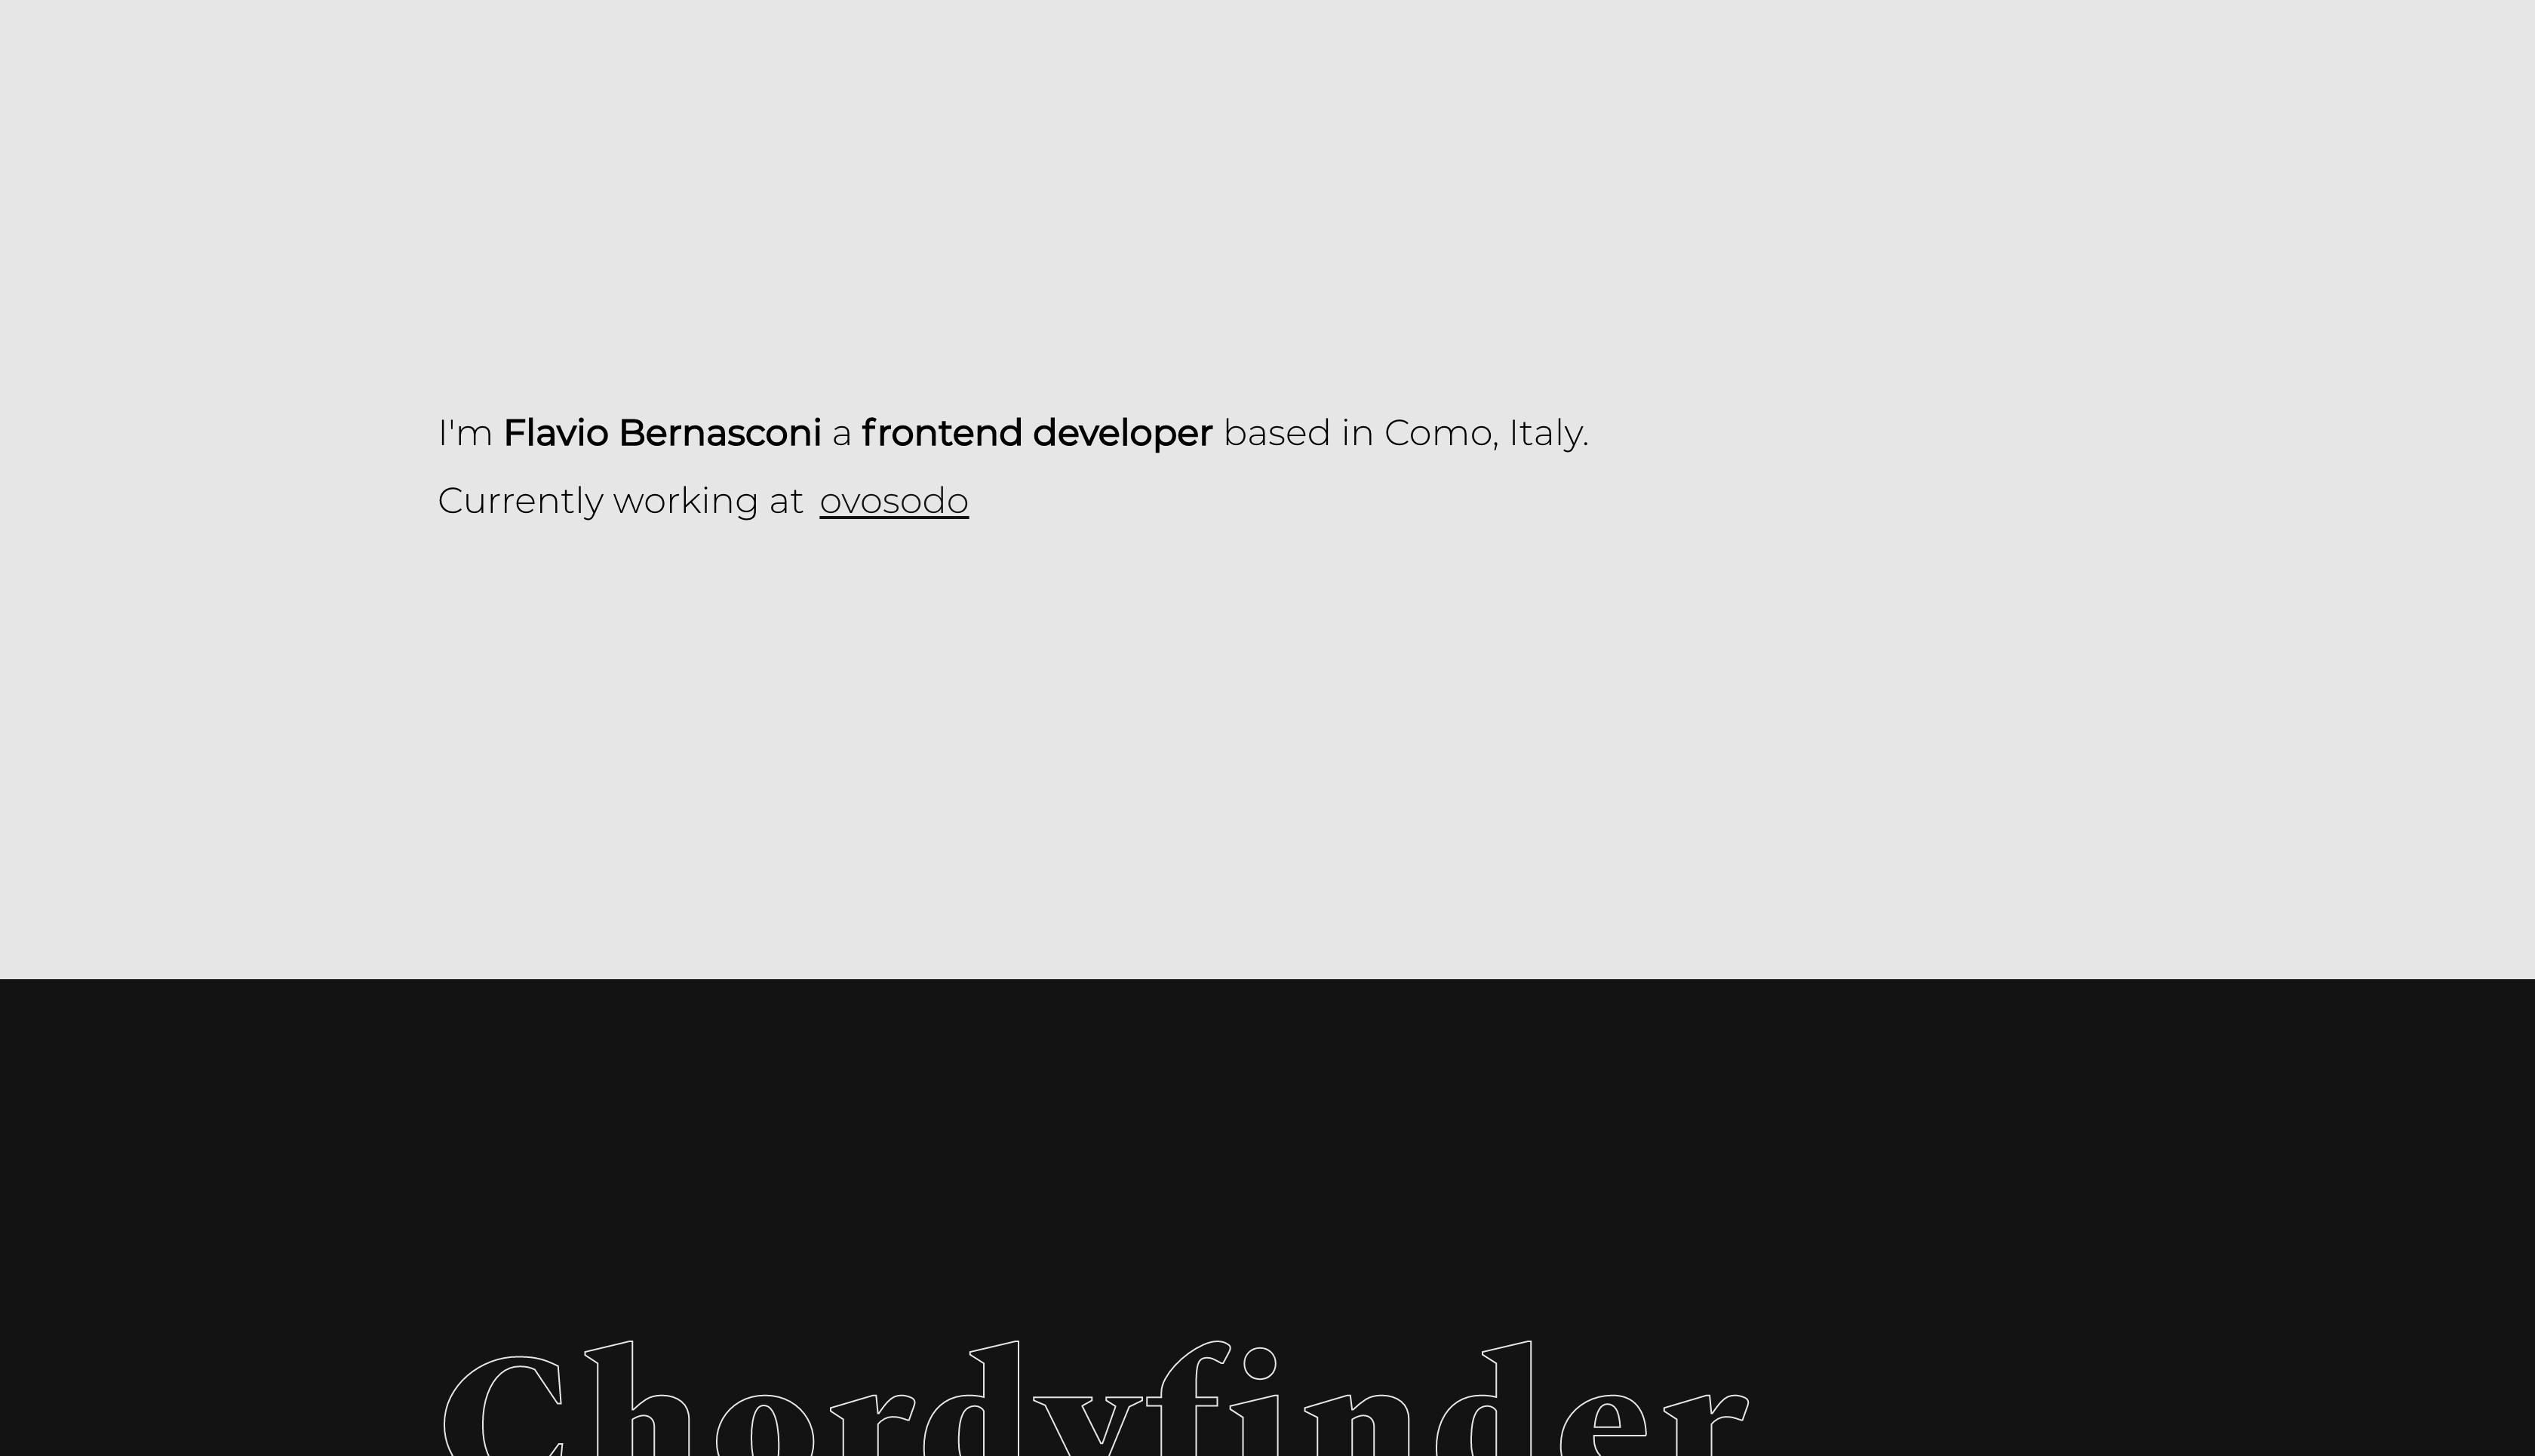 I'm Flavio Bernasconi a frontend developer based in Como, Italy.
Currently working at ovosodo
Chordyfinder